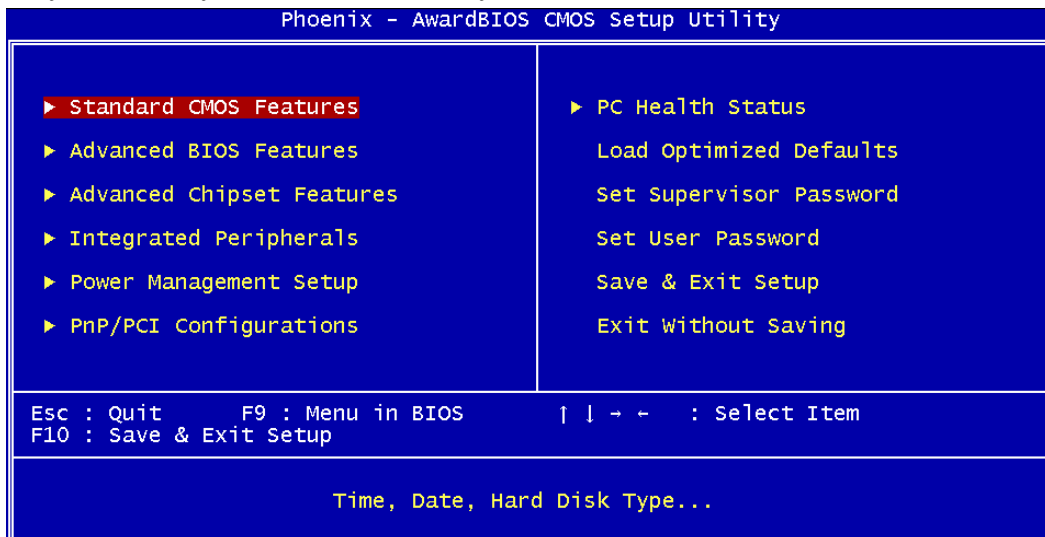 Phoenix - AwardBIOS CMOS Setup Utility
► Standard CMOS Features
► Advanced BIOS Features
► Advanced Chipset Features
► Integrated Peripherals
► Power Management Setup
► PnP/PCI Configurations
► PC Health Status
Load Optimized Defaults
Set Supervisor Password
Set User Password
Save & Exit Setup
Exit Without Saving
Esc : Quit F9 : Menu in BIOS ↑ ↓ → ← : Select Item
F10 : Save & Exit Setup
Time, Date, Hard Disk Type...